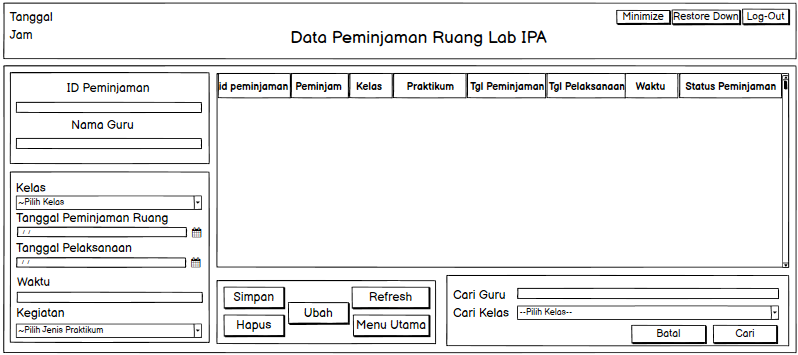 Tanggal
Jam
Minimize Restore Down Log-Out
Data Peminjaman Ruang Lab IPA
ID Peminjaman
Nama Guru
id peminjaman Peminjam Kelas Praktikum Tgl Peminjaman Tgl Pelaksanaan Waktu Status Peminjaman
Kelas
~Pilih Kelas
Tanggal Peminjaman Ruang
/ /
Tanggal Pelaksanaan
/ /
Waktu
Kegiatan
~Pilih Jenis Praktikum
Simpan
Hapus
Ubah
Refresh
Menu Utama
Cari Guru
Cari Kelas --Pilih Kelas--
Batal Cari